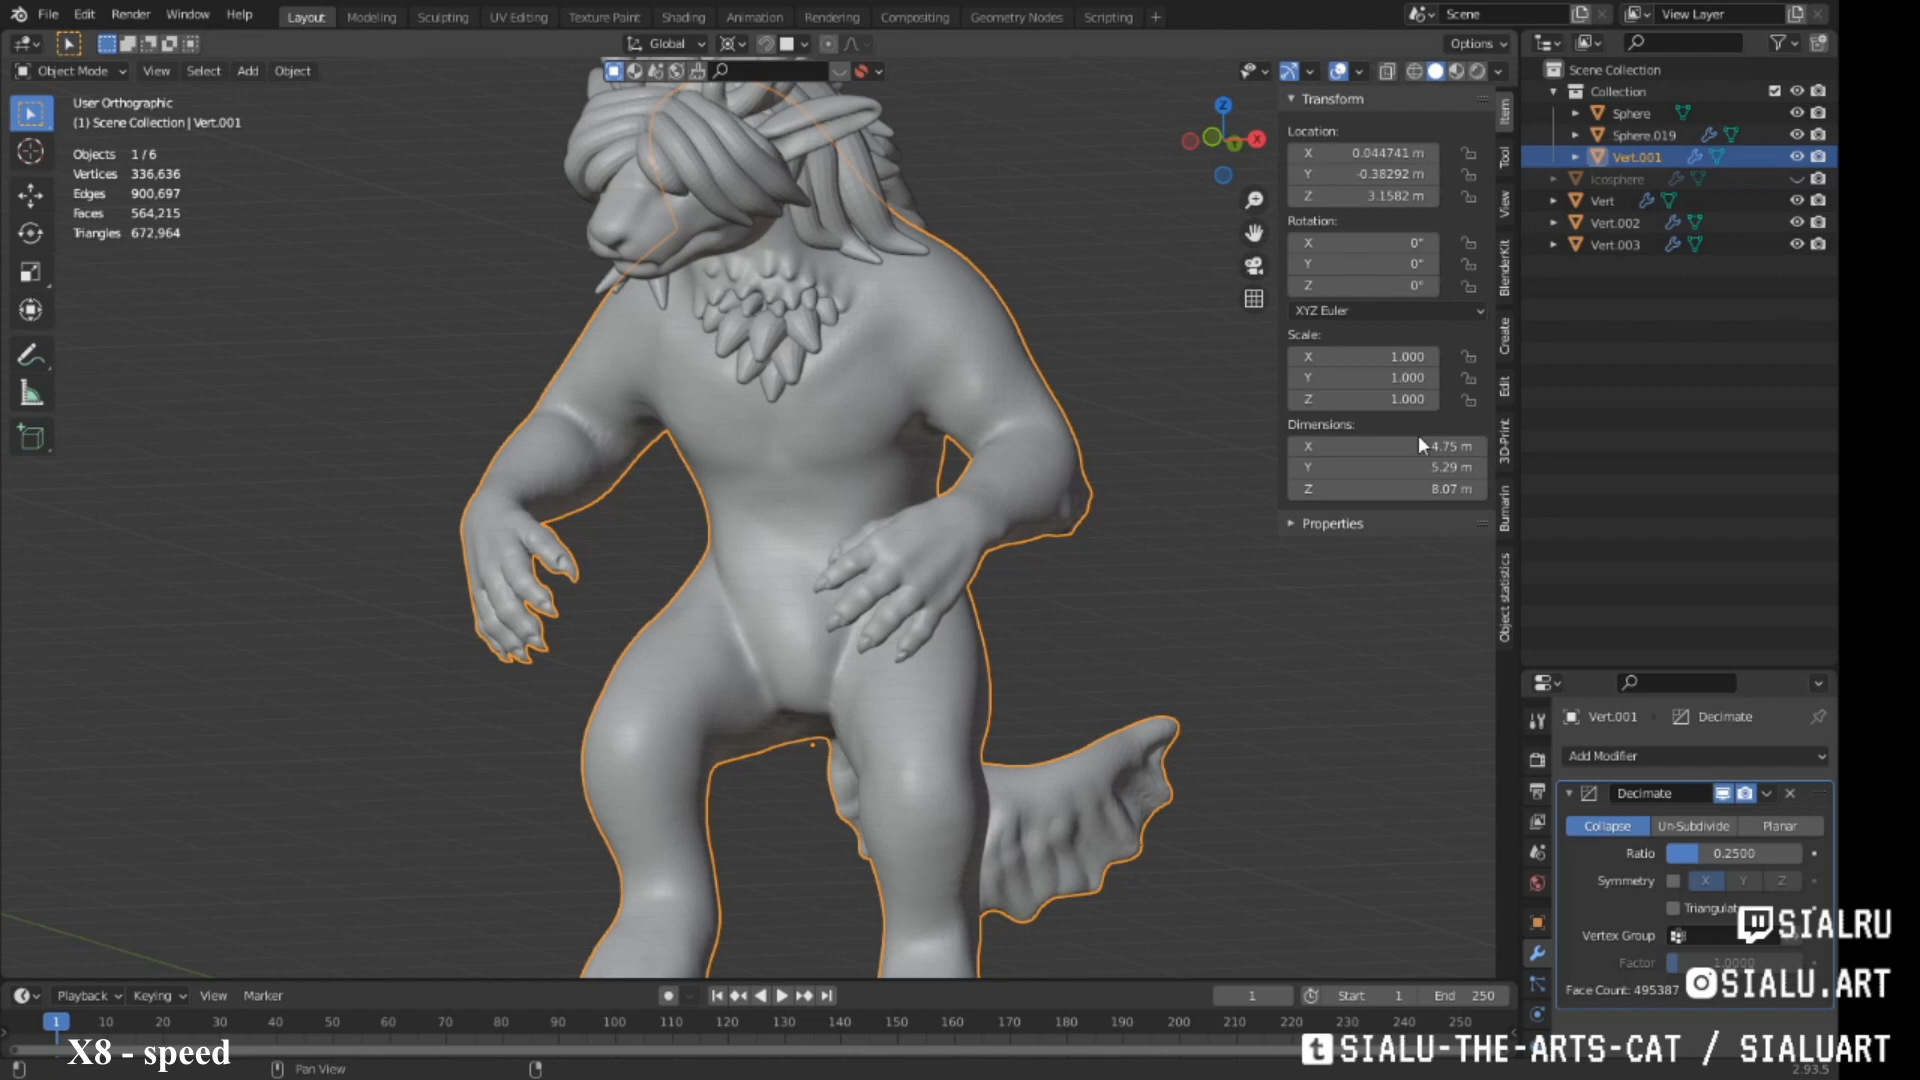 File Edit Render Window Help Layout Modeling Sculpting UV Editing Texture Paint Shading Animation Rendering Compositing Geometry Nodes Scripting + Scene View Layer
Global Options
Object Mode View Select Add Object
User Orthographic
(1) Scene Collection | Vert.001
Objects 1/6
Vertices 336,636
Edges 900,697
Faces 564,215
Triangles 672,964
Z
X
Y
Transform
Location:
X 0.044741 m
Y -0.38292 m
Z 3.1582 m
Rotation:
X 0°
Y 0°
Z 0°
XYZ Euler
Scale:
X 1.000
Y 1.000
Z 1.000
Dimensions:
X 4.75 m
Y 5.29 m
Z 8.07 m
Properties
Item
Tool
View
BlenderKit
Create
Edit
3D-Print
Bumarin
Object statistics
Scene Collection
Collection
Sphere
Sphere.019
Vert.001
Icosphere
Vert
Vert.002
Vert.003
Vert.001 Decimate
Add Modifier
Decimate
Collapse Un-Subdivide Planar
Ratio 0.2500
Symmetry X Y Z
Triangulat
Vertex Group
Factor 1.0000
Face Count: 495387
SIALRU
SIALU.ART
SIALU-THE-ARTS-CAT / SIALUART
Playback Keying View Marker 1 Start 1 End 250
1 10 20 30 40 50 60 70 80 90 100 110 120 130 140 150 160 170 180 190 200 210 220 230 240 250
X8 - speed
Pan View
2.93.5